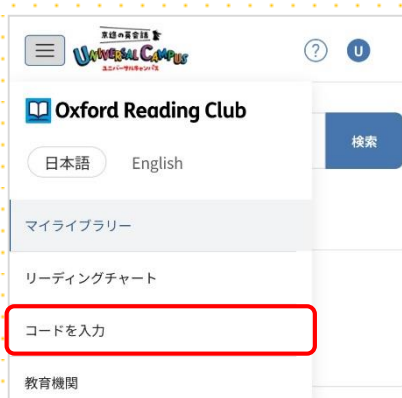 京進の英会話
UNIVERSAL CAMPUS
ユニバーサルキャンパス
?
U
Oxford Reading Club
検索
日本語 English
マイライブラリー
リーディングチャート
コードを入力
教育機関